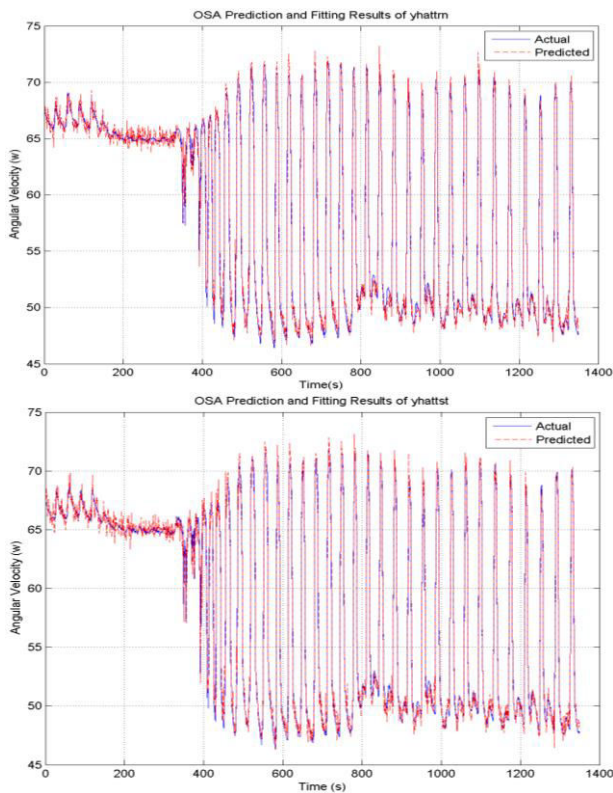 OSA Prediction and Fitting Results of yhattrn
Actual
Predicted
75
70
65
60
55
50
45
Angular Velocity (w)
0 200 400 600 800 1000 1200 1400
Time(s)
OSA Prediction and Fitting Results of yhattst
Actual
Predicted
75
70
65
60
55
50
45
Angular Velocity (w)
0 200 400 600 800 1000 1200 1400
Time (s)